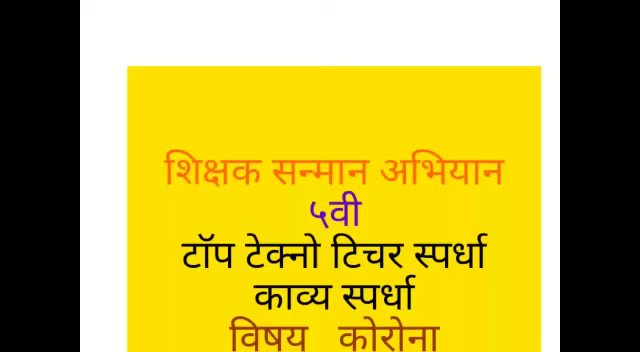 शिक्षक सन्मान अभियान
५वी
टॉप टेक्नो टिचर स्पर्धा
काव्य स्पर्धा
विषय कोरोना